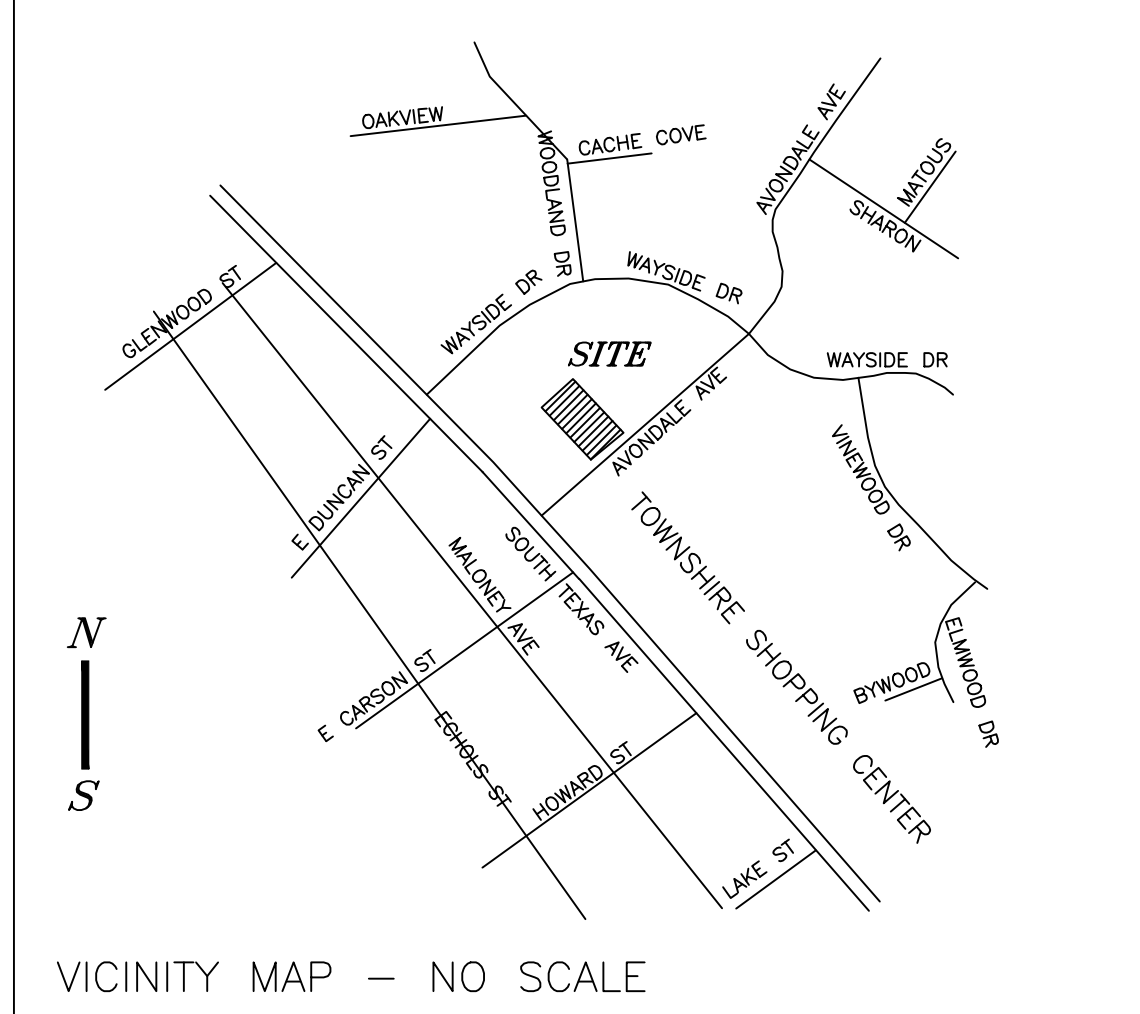 OAKVIEW
WOODLAND DR
CACHE COVE
AVONDALE AVE
MATOUS
SHARON
GLENWOOD ST
WAYSIDE DR
WAYSIDE DR
WAYSIDE DR
SITE
AVONDALE AVE
E DUNCAN ST
VINEWOOD DR
MALONEY AVE
SOUTH TEXAS AVE
TOWNSHIRE SHOPPING CENTER
N
S
E CARSON ST
ECHOLS ST
HOWARD ST
BYWOOD
ELMWOOD DR
LAKE ST
VICINITY MAP – NO SCALE